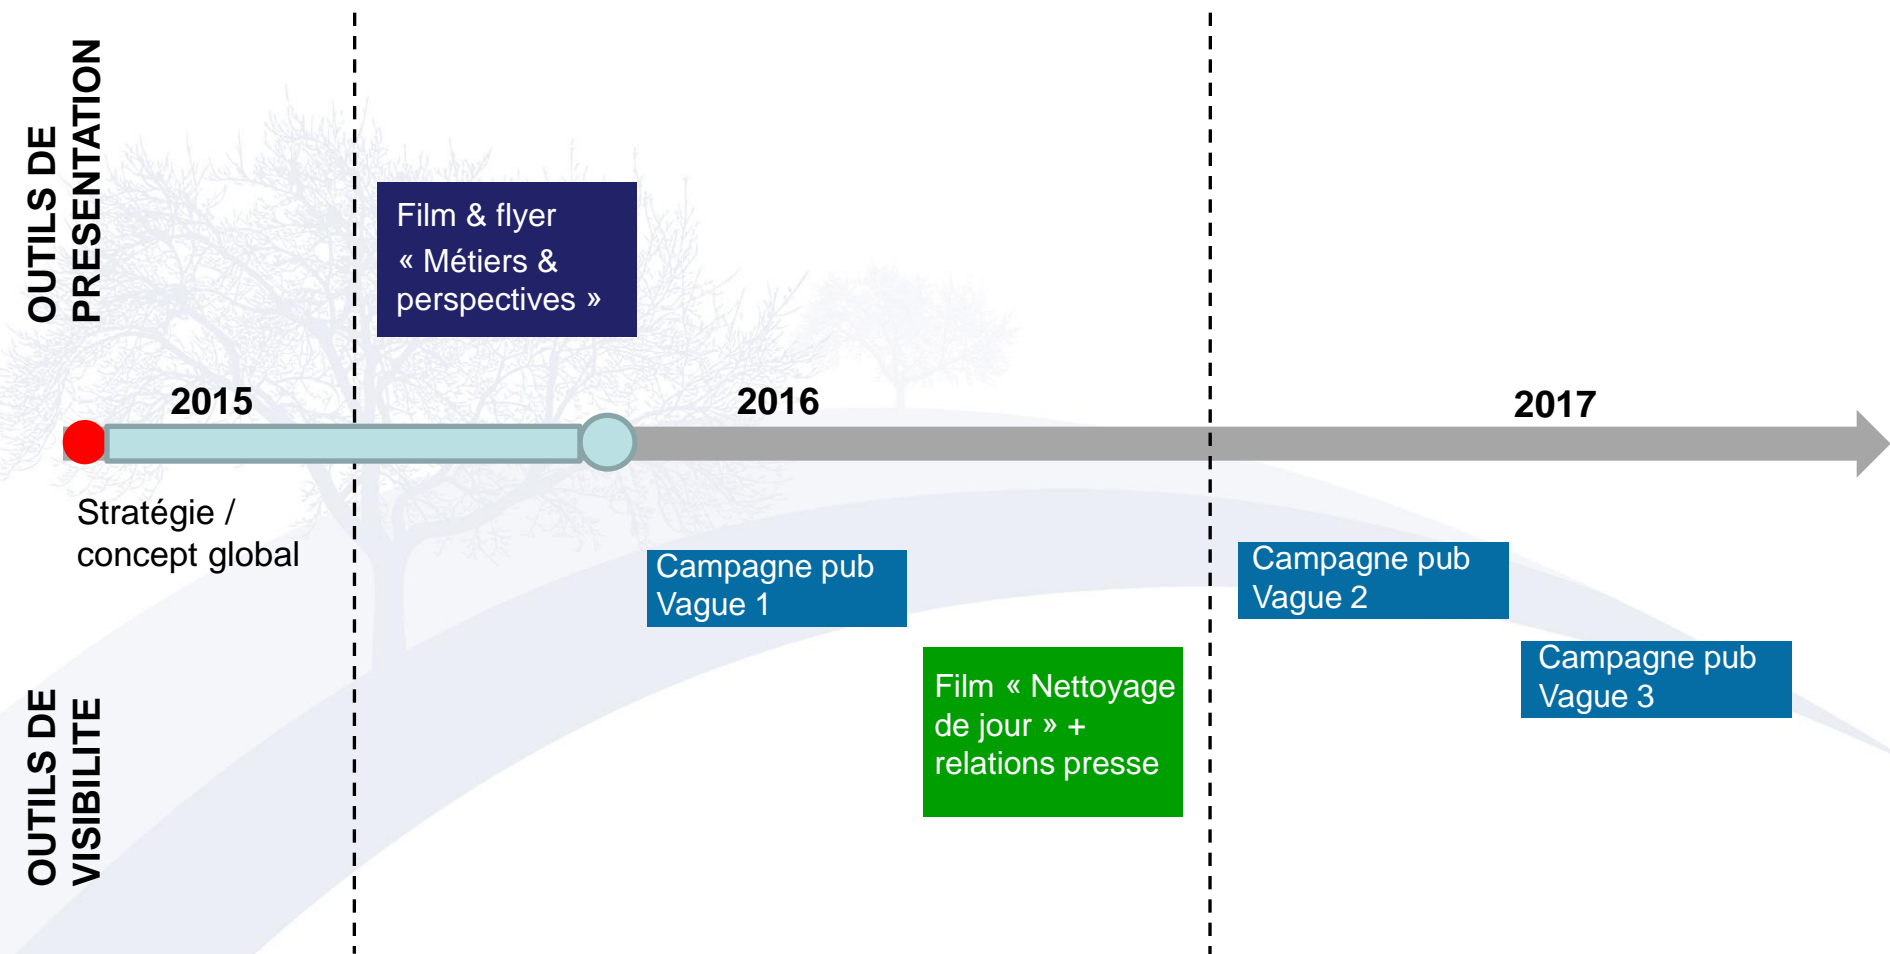 OUTILS DE
PRESENTATION
Film & flyer
« Métiers &
perspectives »
2015
2016
2017
Stratégie /
concept global
Campagne pub
Vague 1
Campagne pub
Vague 2
Film « Nettoyage
de jour » +
relations presse
Campagne pub
Vague 3
OUTILS DE
VISIBILITE